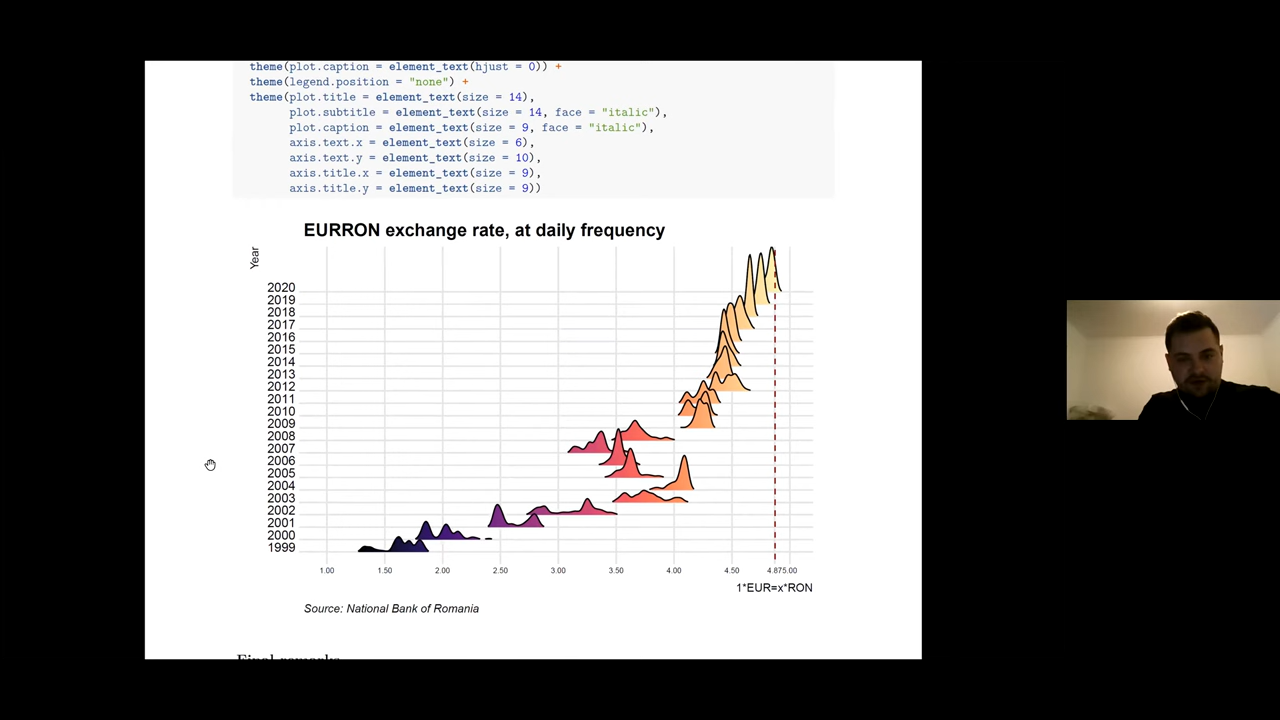 theme(plot.caption = element_text(hjust = 0)) +
theme(legend.position = "none") +
theme(plot.title = element_text(size = 14),
plot.subtitle = element_text(size = 14, face = "italic"),
plot.caption = element_text(size = 9, face = "italic"),
axis.text.x = element_text(size = 6),
axis.text.y = element_text(size = 10),
axis.title.x = element_text(size = 9),
axis.title.y = element_text(size = 9))
EURRON exchange rate, at daily frequency
Year
2020
2019
2018
2017
2016
2015
2014
2013
2012
2011
2010
2009
2008
2007
2006
2005
2004
2003
2002
2001
2000
1999
1.00 1.50 2.00 2.50 3.00 3.50 4.00 4.50 4.875.00
1*EUR=x*RON
Source: National Bank of Romania
Final remarks